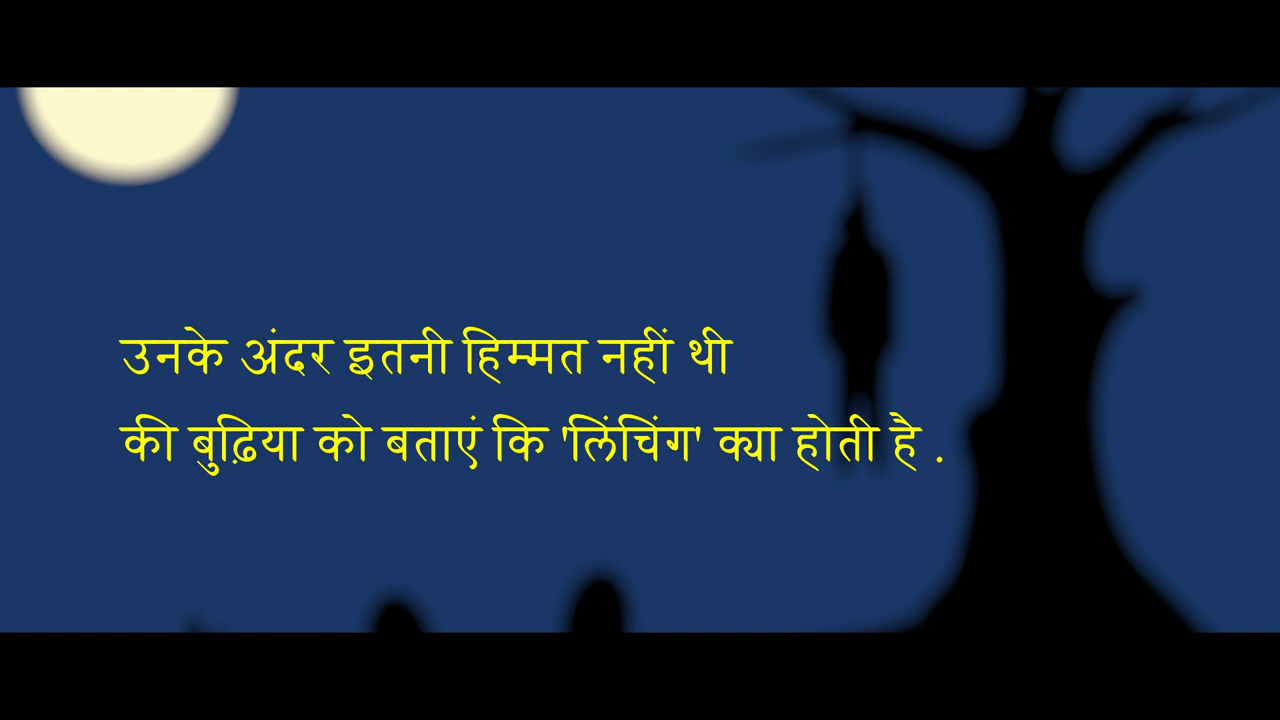 उनके अंदर इतनी हिम्मत नहीं थी
की बुढ़िया को बताएं कि 'लिंचिंग' क्या होती है .